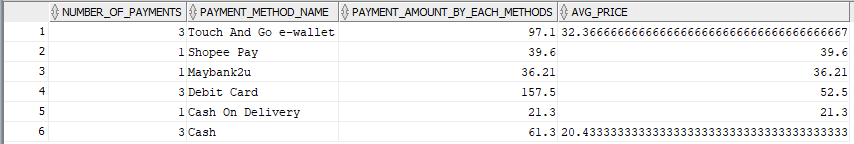 NUMBER_OF_PAYMENTS PAYMENT_METHOD_NAME PAYMENT_AMOUNT_BY_EACH_METHODS AVG_PRICE
1 3 Touch And Go e-wallet 97.1 32.36666666666666666666666666666666666667
2 1 Shopee Pay 39.6 39.6
3 1 Maybank2u 36.21 36.21
4 3 Debit Card 157.5 52.5
5 1 Cash On Delivery 21.3 21.3
6 3 Cash 61.3 20.43333333333333333333333333333333333333